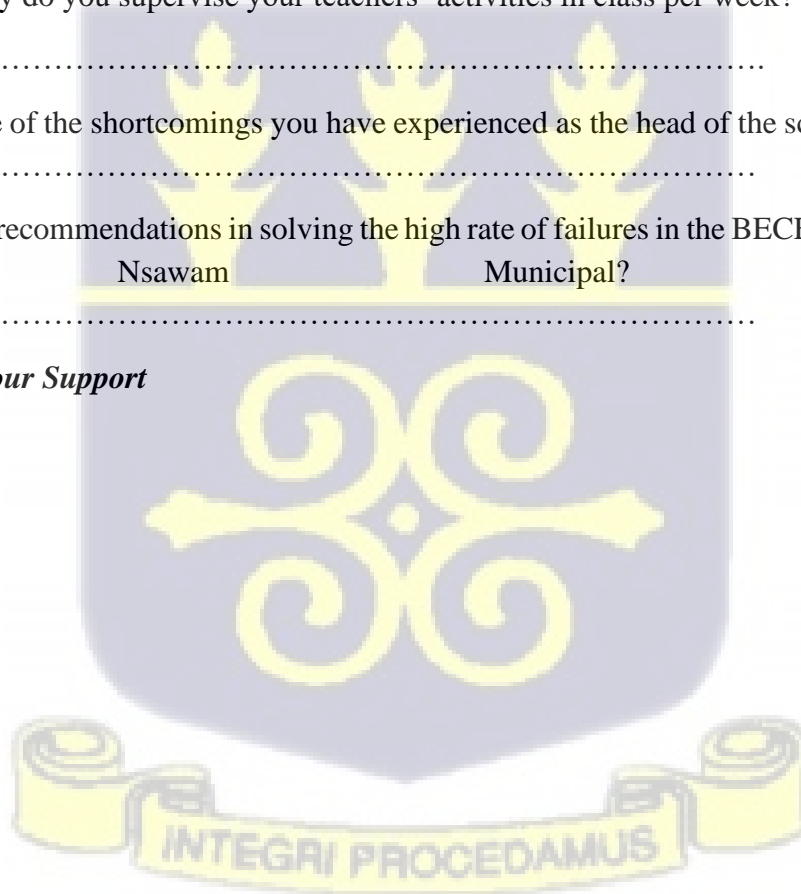 y do you supervise your teachers’ activities in class per week?
…………………………………………………………………….
e of the shortcomings you have experienced as the head of the sc
……………………………………………………………………
recommendations in solving the high rate of failures in the BECE
Nsawam Municipal?
……………………………………………………………………
our Support
INTEGRI PROCEDAMUS